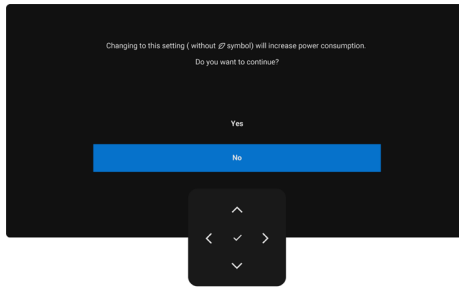 Changing to this setting ( without symbol) will increase power consumption.
Do you want to continue?
Yes
No